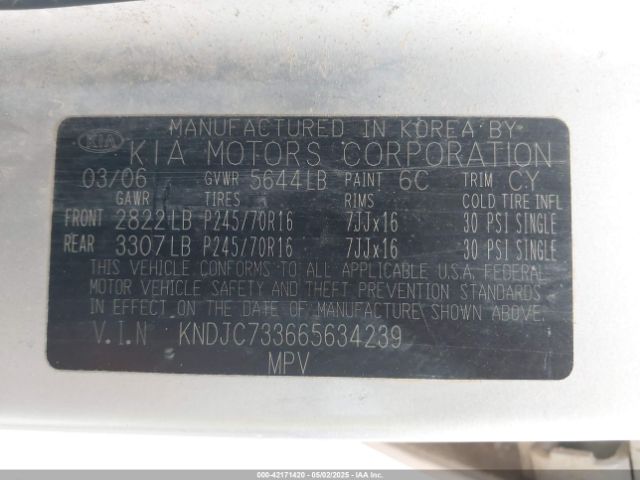 MANUFACTURED IN KOREA BY
KIA KIA MOTORS CORPORATION
03/06 GVWR 5644LB PAINT 6C TRIM CY
GAWR TIRES RIMS COLD TIRE INFL
FRONT 2822LB P245/70R16 7JJx16 30 PSI SINGLE
REAR 3307LB P245/70R16 7JJx16 30 PSI SINGLE
THIS VEHICLE CONFORMS TO ALL APPLICABLE U.S.A. FEDERAL
MOTOR VEHICLE SAFETY AND THEFT PREVENTION STANDARDS
IN EFFECT ON THE DATE OF MANUFACTURE SHOWN ABOVE.
V.I.N KNDJC733665634239
MPV
000-42171420 - 05/02/2025 - IAAI.COM